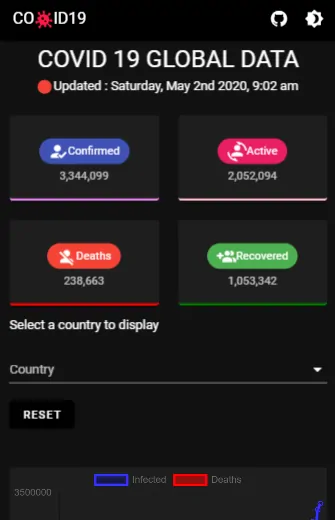 CO ID19
COVID 19 GLOBAL DATA
Updated : Saturday, May 2nd 2020, 9:02 am
Confirmed
3,344,099
Active
2,052,094
Deaths
238,663
Recovered
1,053,342
Select a country to display
Country
RESET
Infected Deaths
3500000